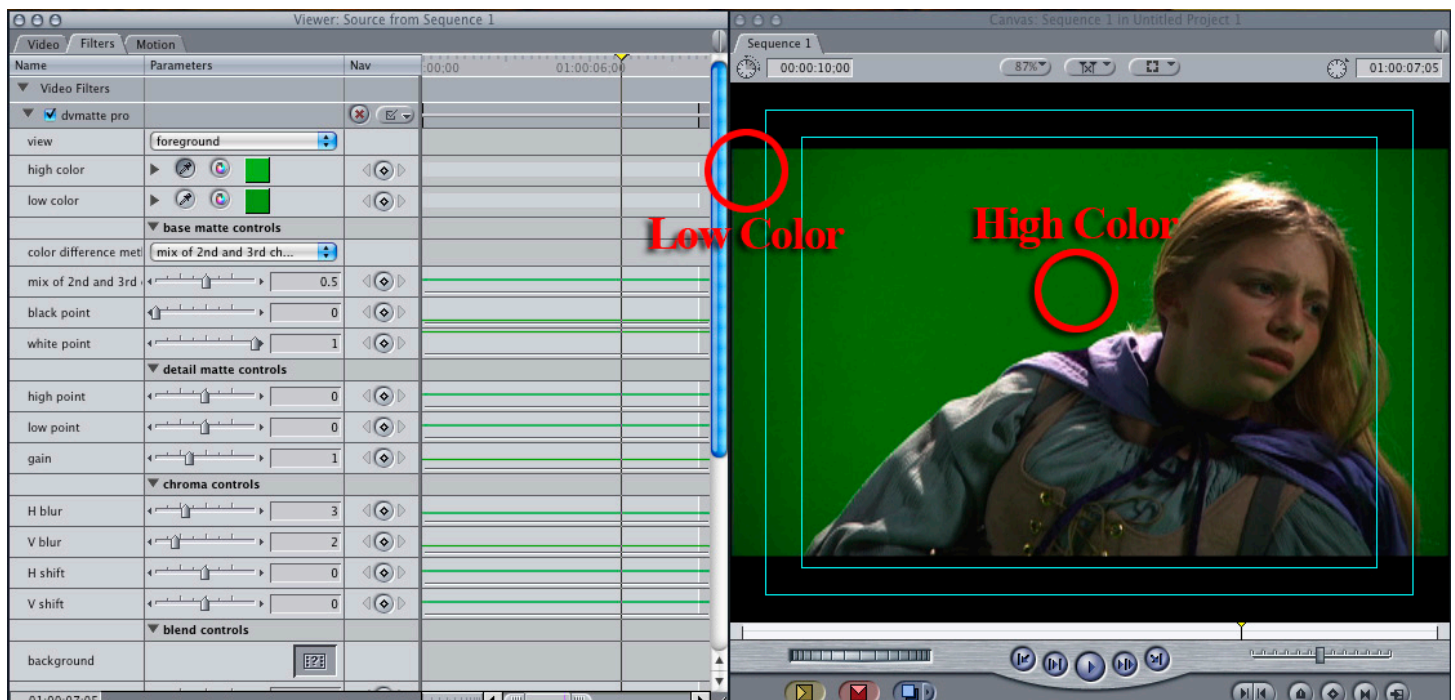 Viewer: Source from Sequence 1
Video Filters Motion
Name Parameters Nav :00;00 01:00:06;00
Video Filters
dvmatte pro
view foreground
high color
low color
base matte controls
color difference met mix of 2nd and 3rd ch...
mix of 2nd and 3rd 0.5
black point 0
white point 1
detail matte controls
high point 0
low point 0
gain 1
chroma controls
H blur 3
V blur 2
H shift 0
V shift 0
blend controls
background
01:00:07;05
Canvas: Sequence 1 in Untitled Project 1
Sequence 1
00:00:10;00 87% 01:00:07;05
Low Color
High Color